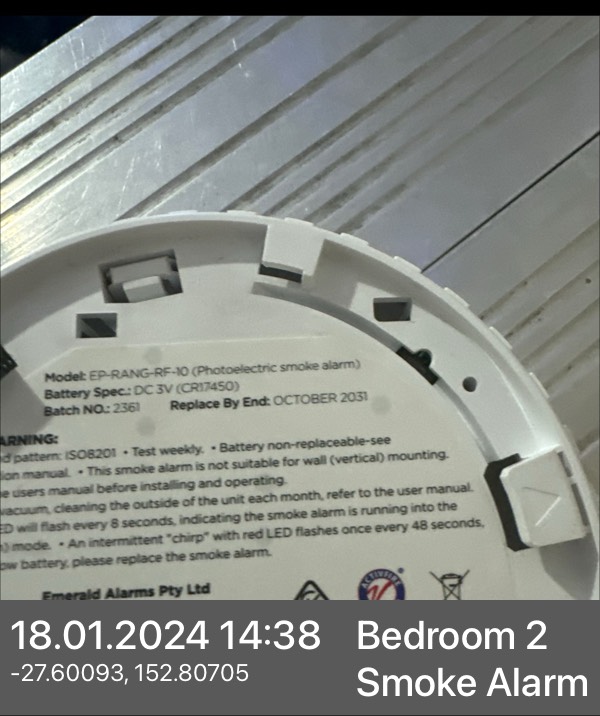 Model: EP-RANG-RF-10 (Photoelectric smoke alarm)
Battery Spec.: DC 3V (CR17450)
Batch NO.: 2361 Replace By End: OCTOBER 2031
ARNING:
d pattern: ISO8201 • Test weekly. • Battery non-replaceable-see
ion manual. • This smoke alarm is not suitable for wall (vertical) mounting.
e users manual before installing and operating.
vacuum, cleaning the outside of the unit each month, refer to the user manual.
ED will flash every 8 seconds, indicating the smoke alarm is running into the
) mode. • An intermittent "chirp" with red LED flashes once every 48 seconds,
ow battery, please replace the smoke alarm.
Emerald Alarms Pty Ltd
ACTIVFIRE
18.01.2024 14:38
-27.60093, 152.80705
Bedroom 2
Smoke Alarm